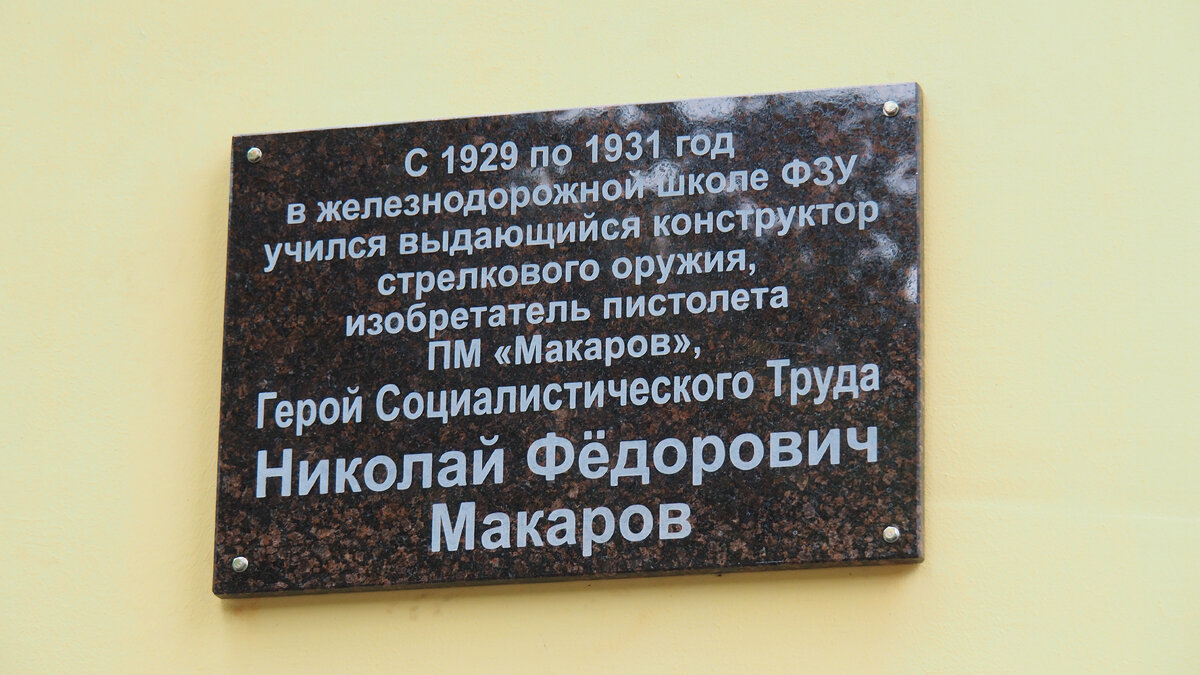 С 1929 по 1931 год
в железнодорожной школе ФЗУ
учился выдающийся конструктор
стрелкового оружия,
изобретатель пистолета
ПМ «Макаров»,
Герой Социалистического Труда
Николай Фёдорович
Макаров